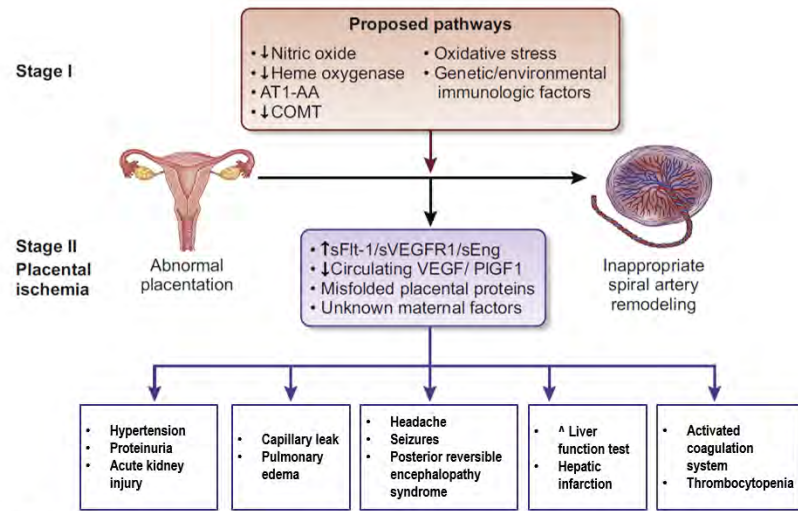 Proposed pathways
• ↓Nitric oxide
• ↓Heme oxygenase
• AT1-AA
• ↓COMT
• Oxidative stress
• Genetic/environmental
immunologic factors
Stage I
Abnormal
placentation
Inappropriate
spiral artery
remodeling
Stage II
Placental
ischemia
• ↑sFlt-1/sVEGFR1/sEng
• ↓Circulating VEGF/ PlGF1
• Misfolded placental proteins
• Unknown maternal factors
• Hypertension
• Proteinuria
• Acute kidney
injury
• Capillary leak
• Pulmonary
edema
• Headache
• Seizures
• Posterior reversible
encephalopathy
syndrome
• ^ Liver
function test
• Hepatic
infarction
• Activated
coagulation
system
• Thrombocytopenia